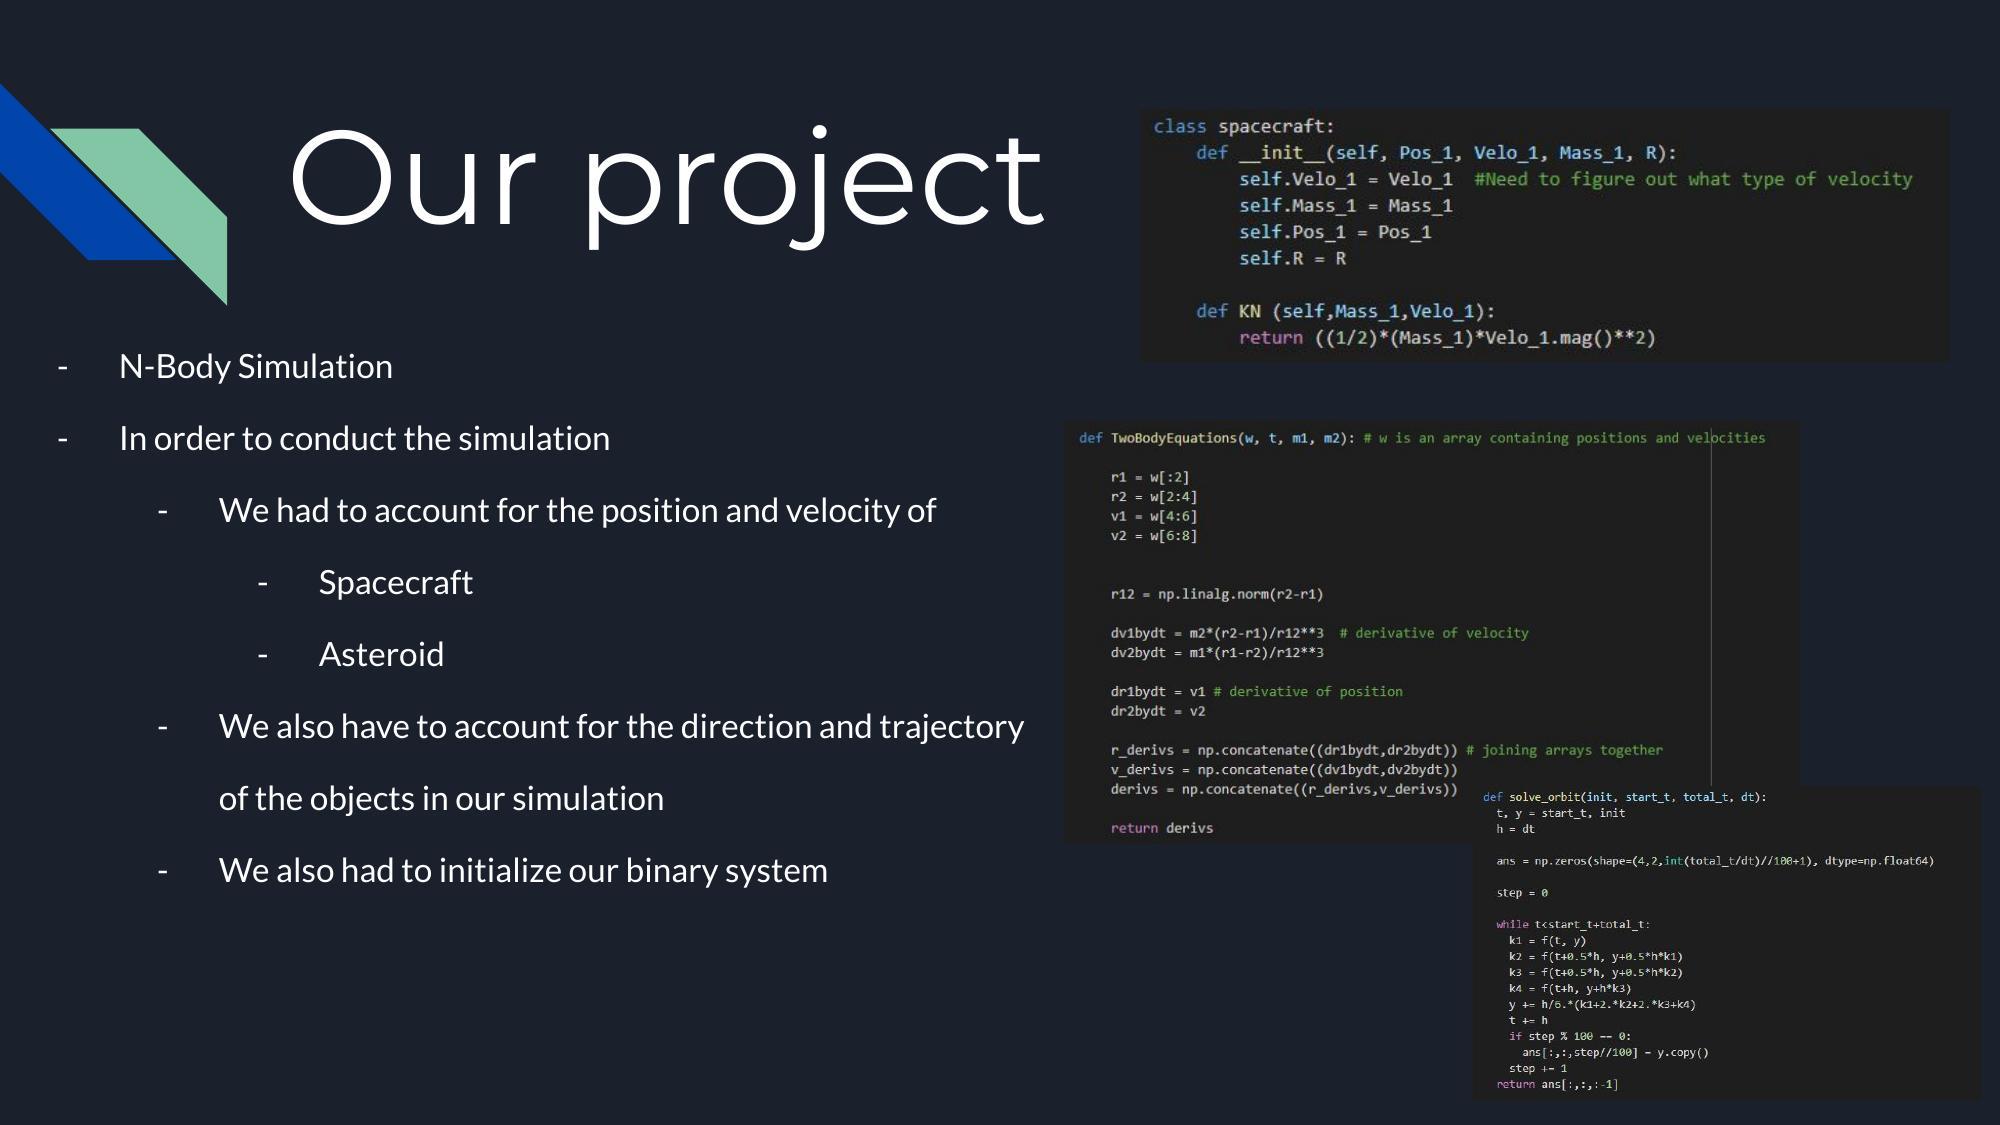 Our project
- N-Body Simulation
- In order to conduct the simulation
- We had to account for the position and velocity of
- Spacecraft
- Asteroid
- We also have to account for the direction and trajectory
of the objects in our simulation
- We also had to initialize our binary system
class spacecraft:
def __init__(self, Pos_1, Velo_1, Mass_1, R):
self.Velo_1 = Velo_1 #Need to figure out what type of velocity
self.Mass_1 = Mass_1
self.Pos_1 = Pos_1
self.R = R
def KN (self,Mass_1,Velo_1):
return ((1/2)*(Mass_1)*Velo_1.mag()**2)
def TwoBodyEquations(w, t, m1, m2): # w is an array containing positions and velocities
r1 = w[:2]
r2 = w[2:4]
v1 = w[4:6]
v2 = w[6:8]
r12 = np.linalg.norm(r2-r1)
dv1bydt = m2*(r2-r1)/r12**3 # derivative of velocity
dv2bydt = m1*(r1-r2)/r12**3
dr1bydt = v1 # derivative of position
dr2bydt = v2
r_derivs = np.concatenate((dr1bydt,dr2bydt)) # joining arrays together
v_derivs = np.concatenate((dv1bydt,dv2bydt))
derivs = np.concatenate((r_derivs,v_derivs))
return derivs
def solve_orbit(init, start_t, total_t, dt):
t, y = start_t, init
h = dt
ans = np.zeros(shape=(4,2,int(total_t/dt)//100+1), dtype=np.float64)
step = 0
while t<start_t+total_t:
k1 = f(t, y)
k2 = f(t+0.5*h, y+0.5*h*k1)
k3 = f(t+0.5*h, y+0.5*h*k2)
k4 = f(t+h, y+h*k3)
y += h/6.*(k1+2.*k2+2.*k3+k4)
t += h
if step % 100 == 0:
ans[:,:,step//100] = y.copy()
step += 1
return ans[:,:,:-1]